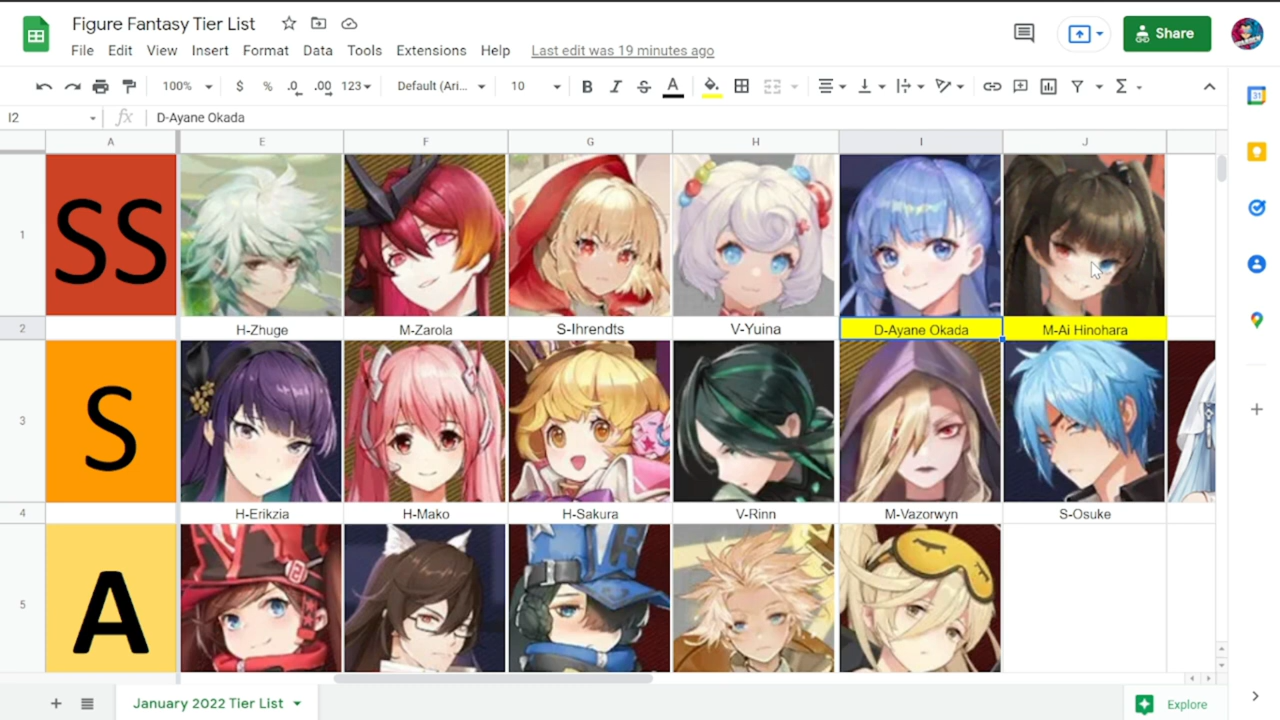 Figure Fantasy Tier List
File Edit View Insert Format Data Tools Extensions Help Last edit was 19 minutes ago
Share
100% $ % .0 .00 123 Default (Ari... 10 B I S A
I2 fx D-Ayane Okada
A E F G H I J
1 SS
2 H-Zhuge M-Zarola S-Ihrendts V-Yuina D-Ayane Okada M-Ai Hinohara
3 S
4 H-Erikzia H-Mako H-Sakura V-Rinn M-Vazorwyn S-Osuke
5 A
January 2022 Tier List
Explore
31